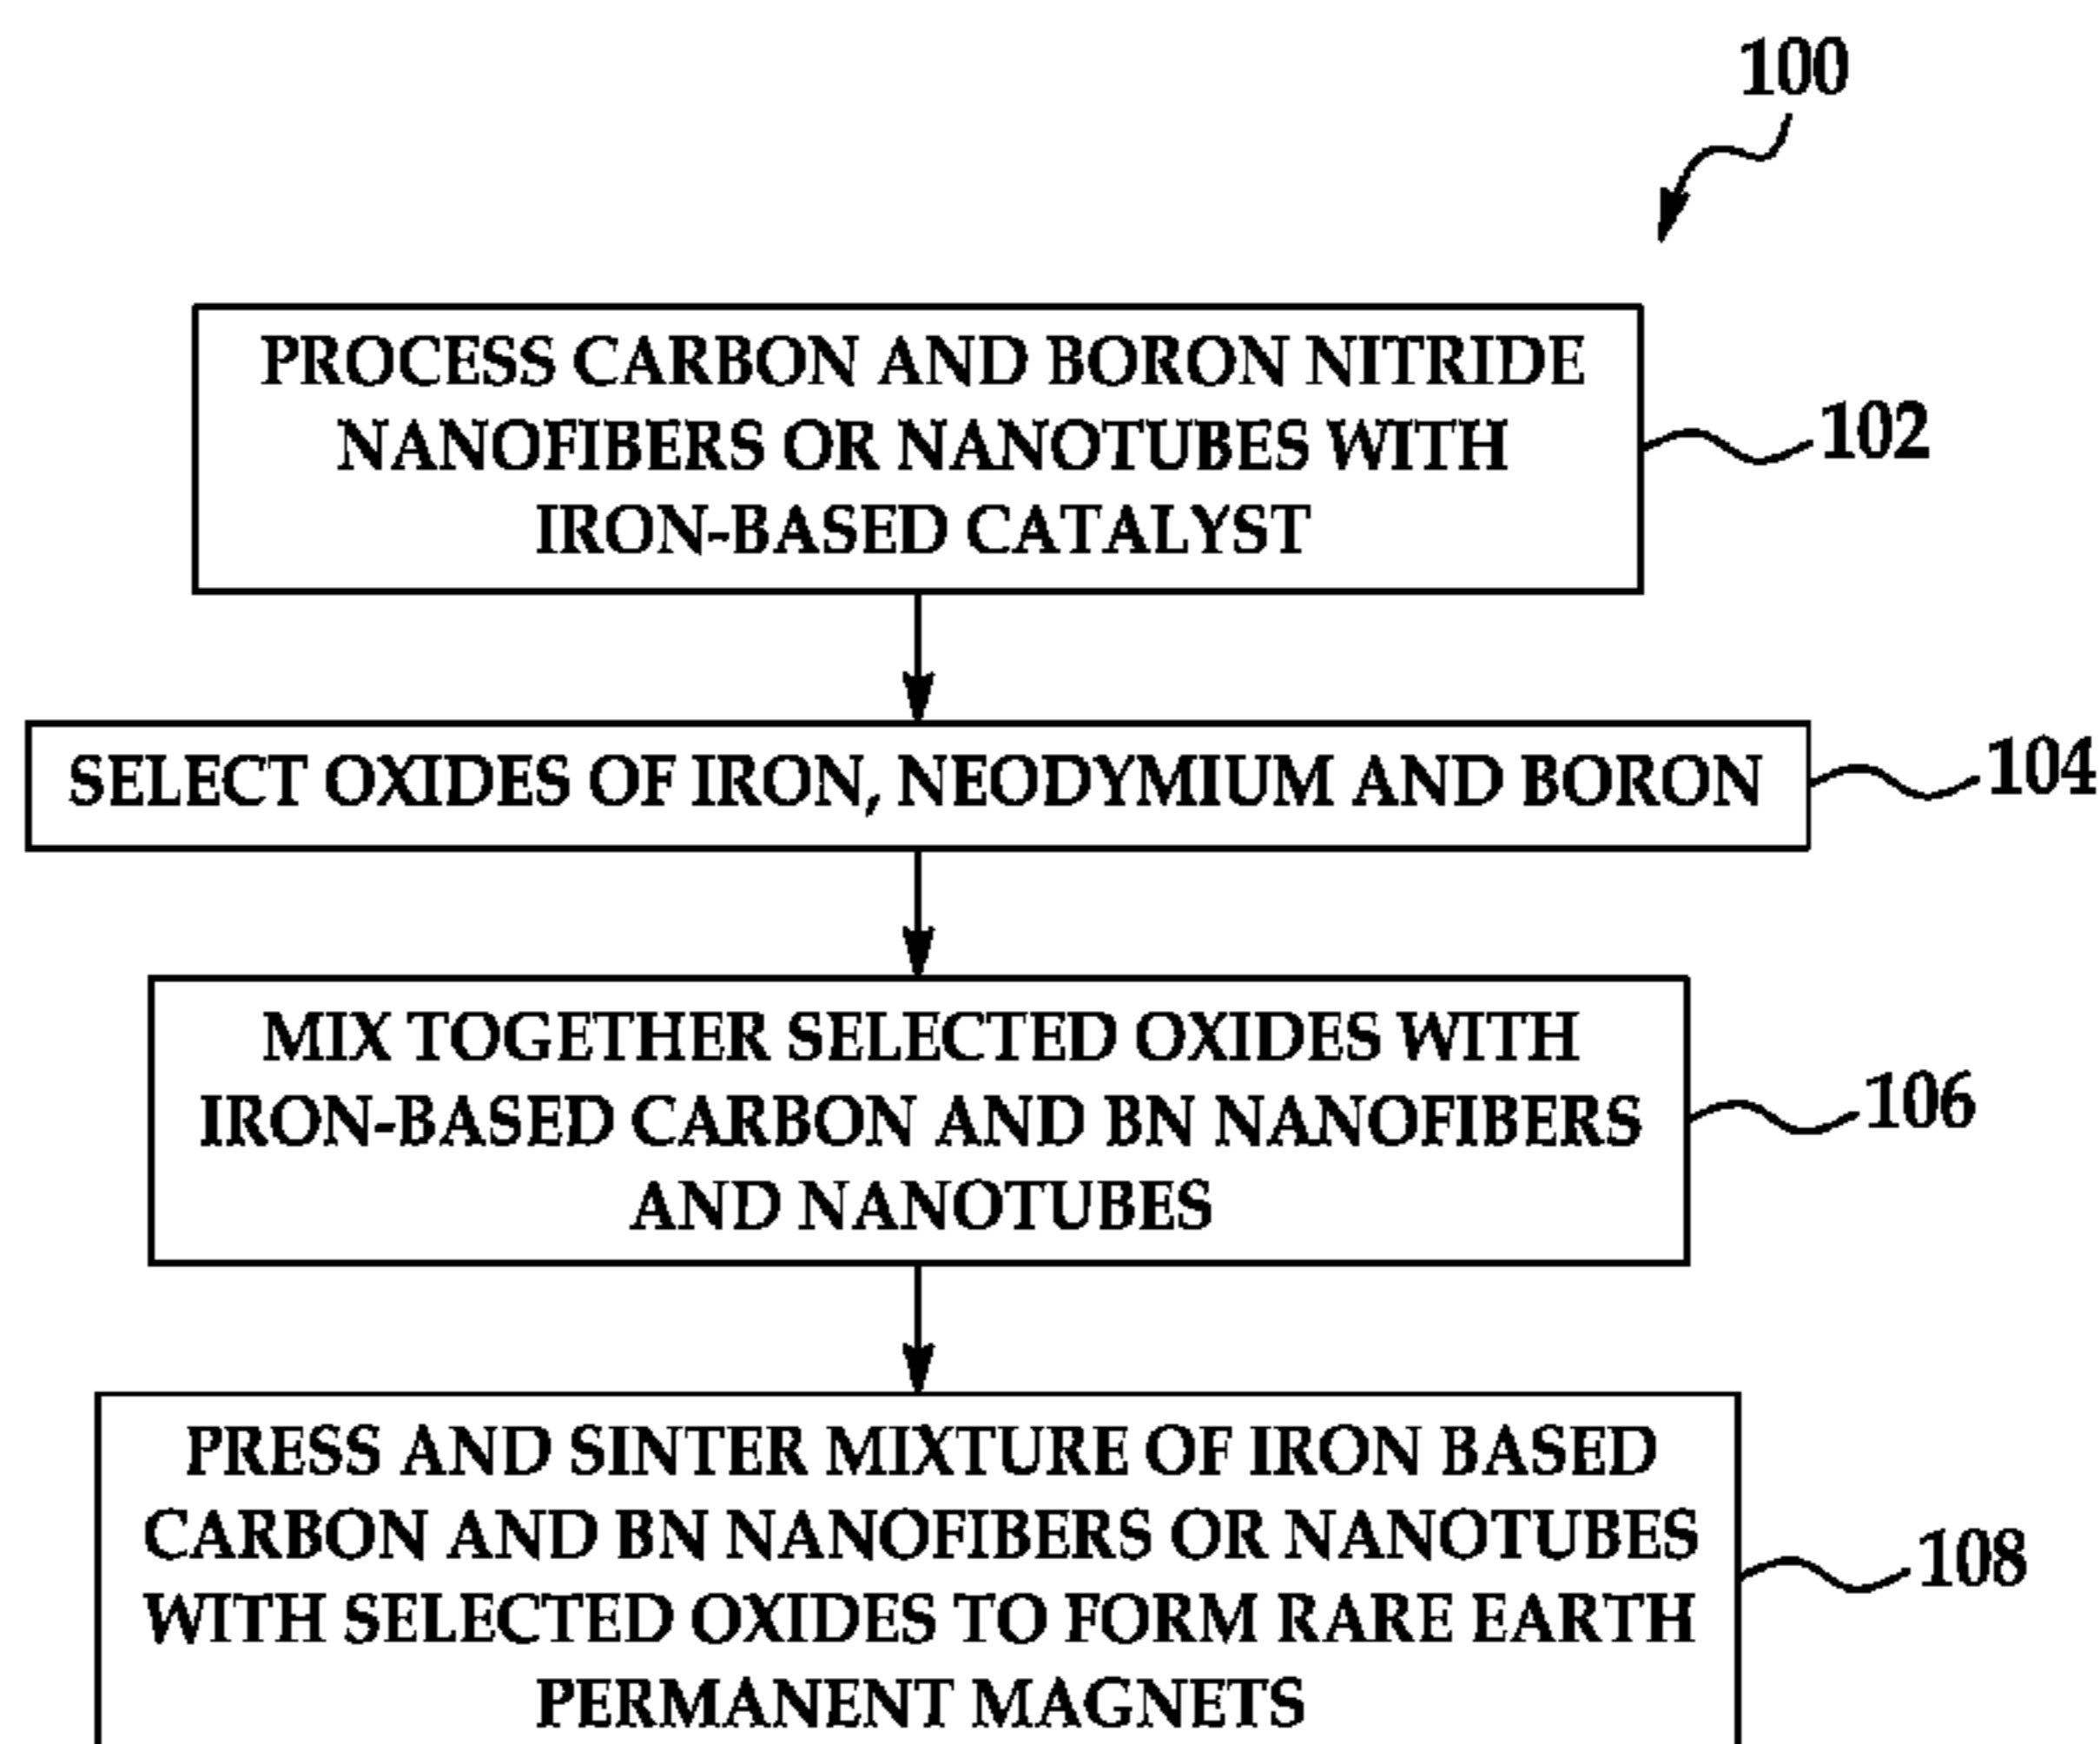 100
PROCESS CARBON AND BORON NITRIDE
NANOFIBERS OR NANOTUBES WITH
IRON-BASED CATALYST
102
SELECT OXIDES OF IRON, NEODYMIUM AND BORON
104
MIX TOGETHER SELECTED OXIDES WITH
IRON-BASED CARBON AND BN NANOFIBERS
AND NANOTUBES
106
PRESS AND SINTER MIXTURE OF IRON BASED
CARBON AND BN NANOFIBERS OR NANOTUBES
WITH SELECTED OXIDES TO FORM RARE EARTH
PERMANENT MAGNETS
108